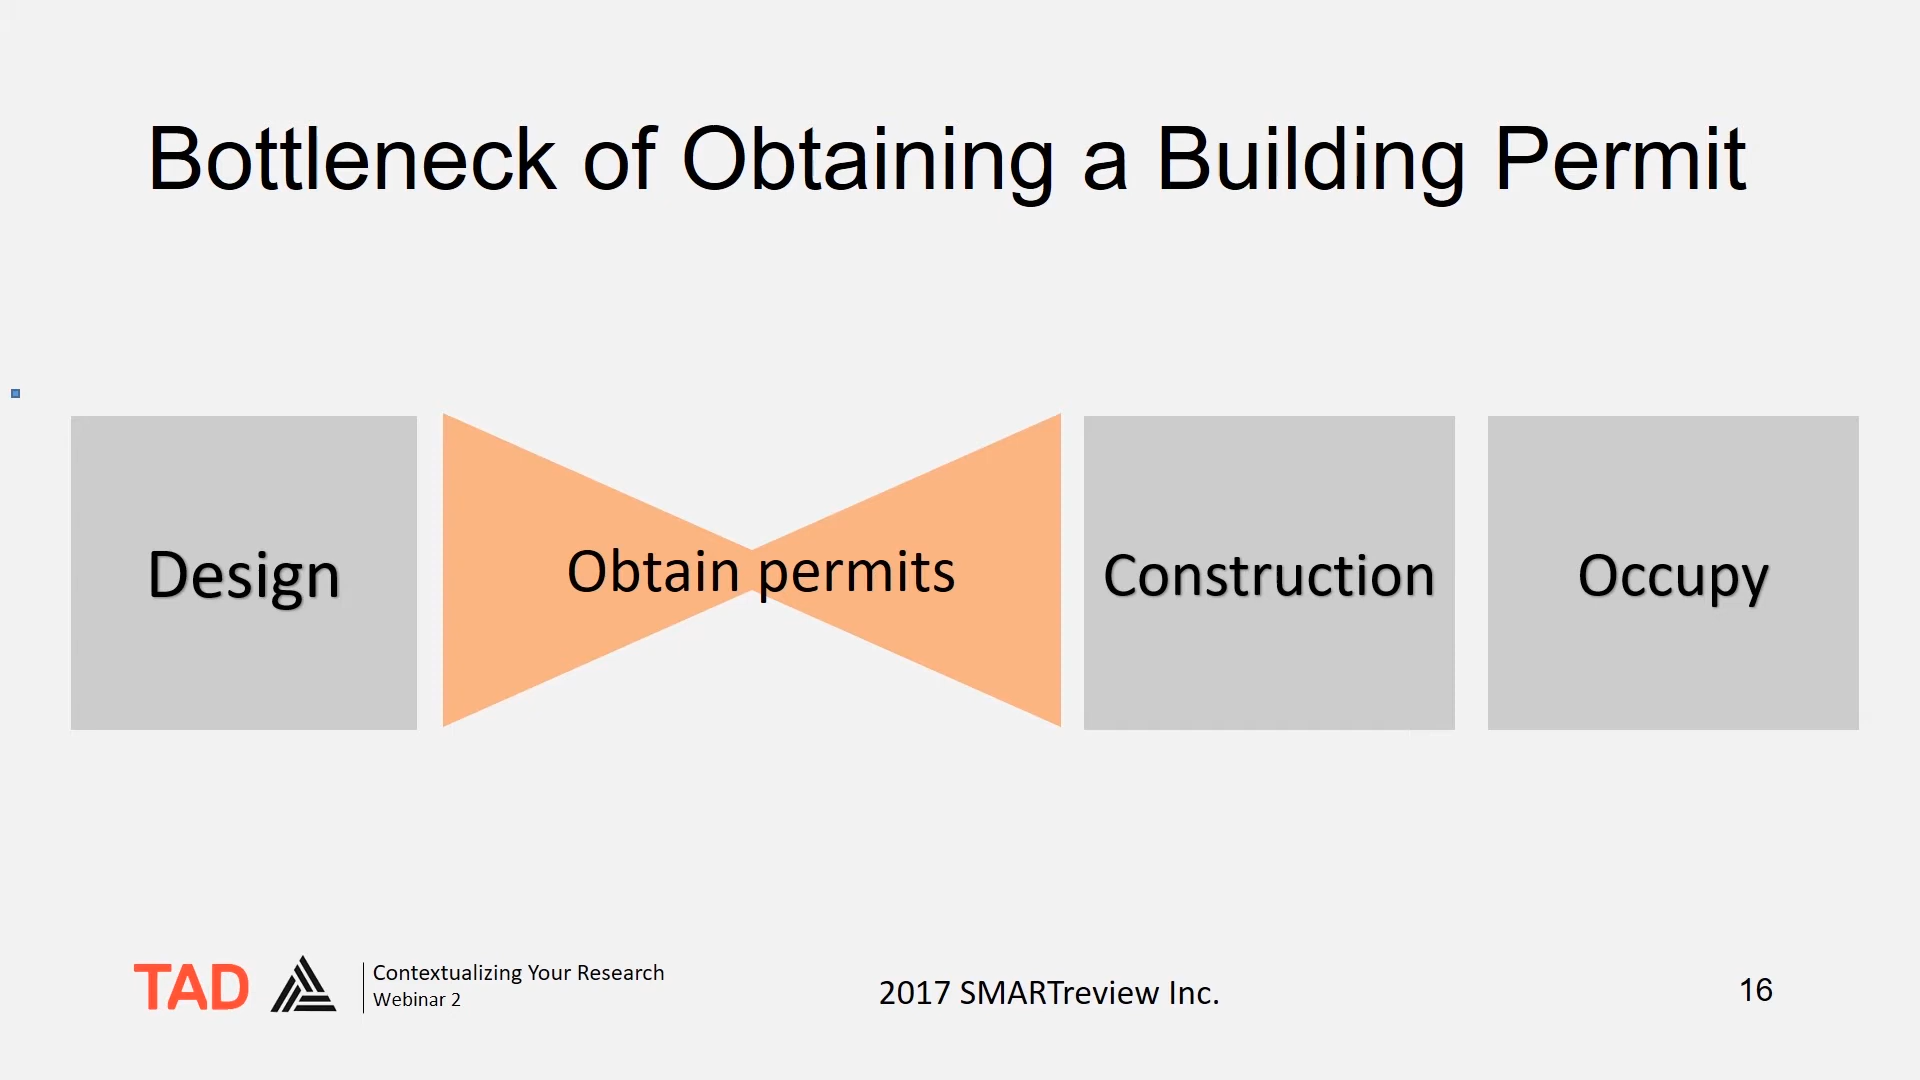 Bottleneck of Obtaining a Building Permit
Design
Obtain permits
Construction
Occupy
TAD
Contextualizing Your Research
Webinar 2
2017 SMARTreview Inc.
16